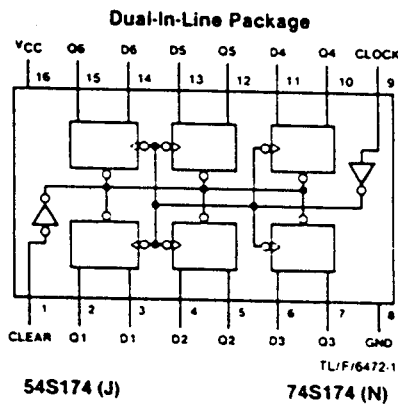 Dual-In-Line Package
VCC Q6 D6 D5 Q5 D4 Q4 CLOCK
16 15 14 13 12 11 10 9
1 2 3 4 5 6 7 8
CLEAR Q1 D1 D2 Q2 D3 Q3 GND
TL/F/6472-1
54S174 (J) 74S174 (N)